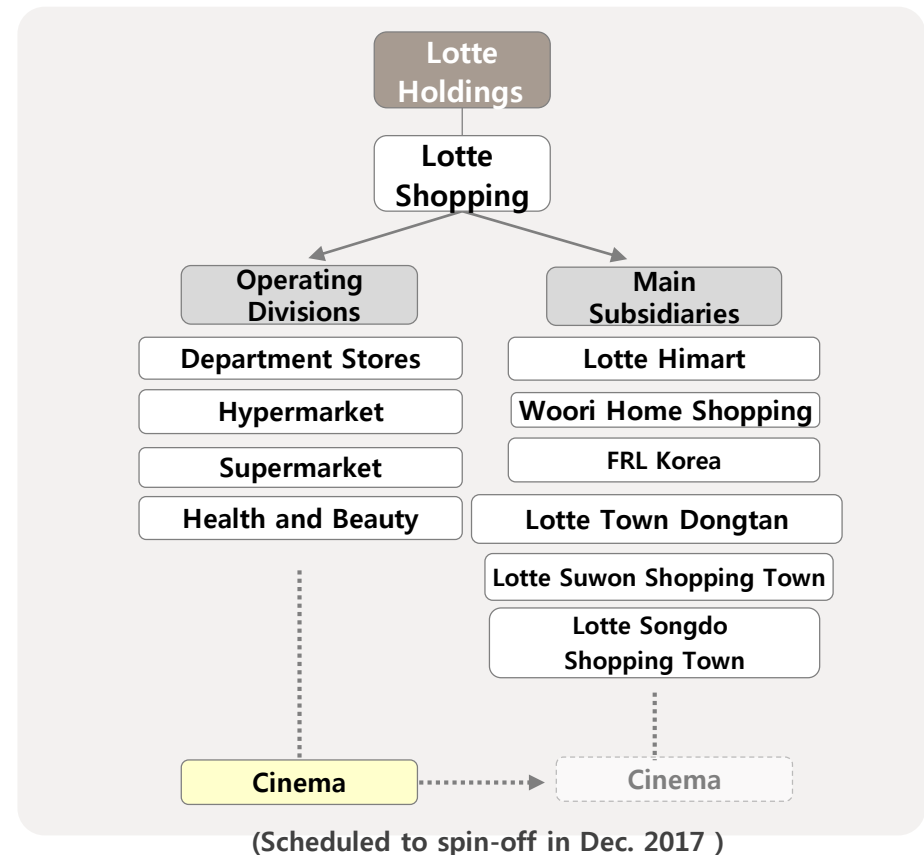 Lotte
Holdings
Lotte
Shopping
Operating
Divisions
Department Stores
Hypermarket
Supermarket
Health and Beauty
Main
Subsidiaries
Lotte Himart
Woori Home Shopping
FRL Korea
Lotte Town Dongtan
Lotte Suwon Shopping Town
Lotte Songdo
Shopping Town
Cinema
Cinema
(Scheduled to spin-off in Dec. 2017 )